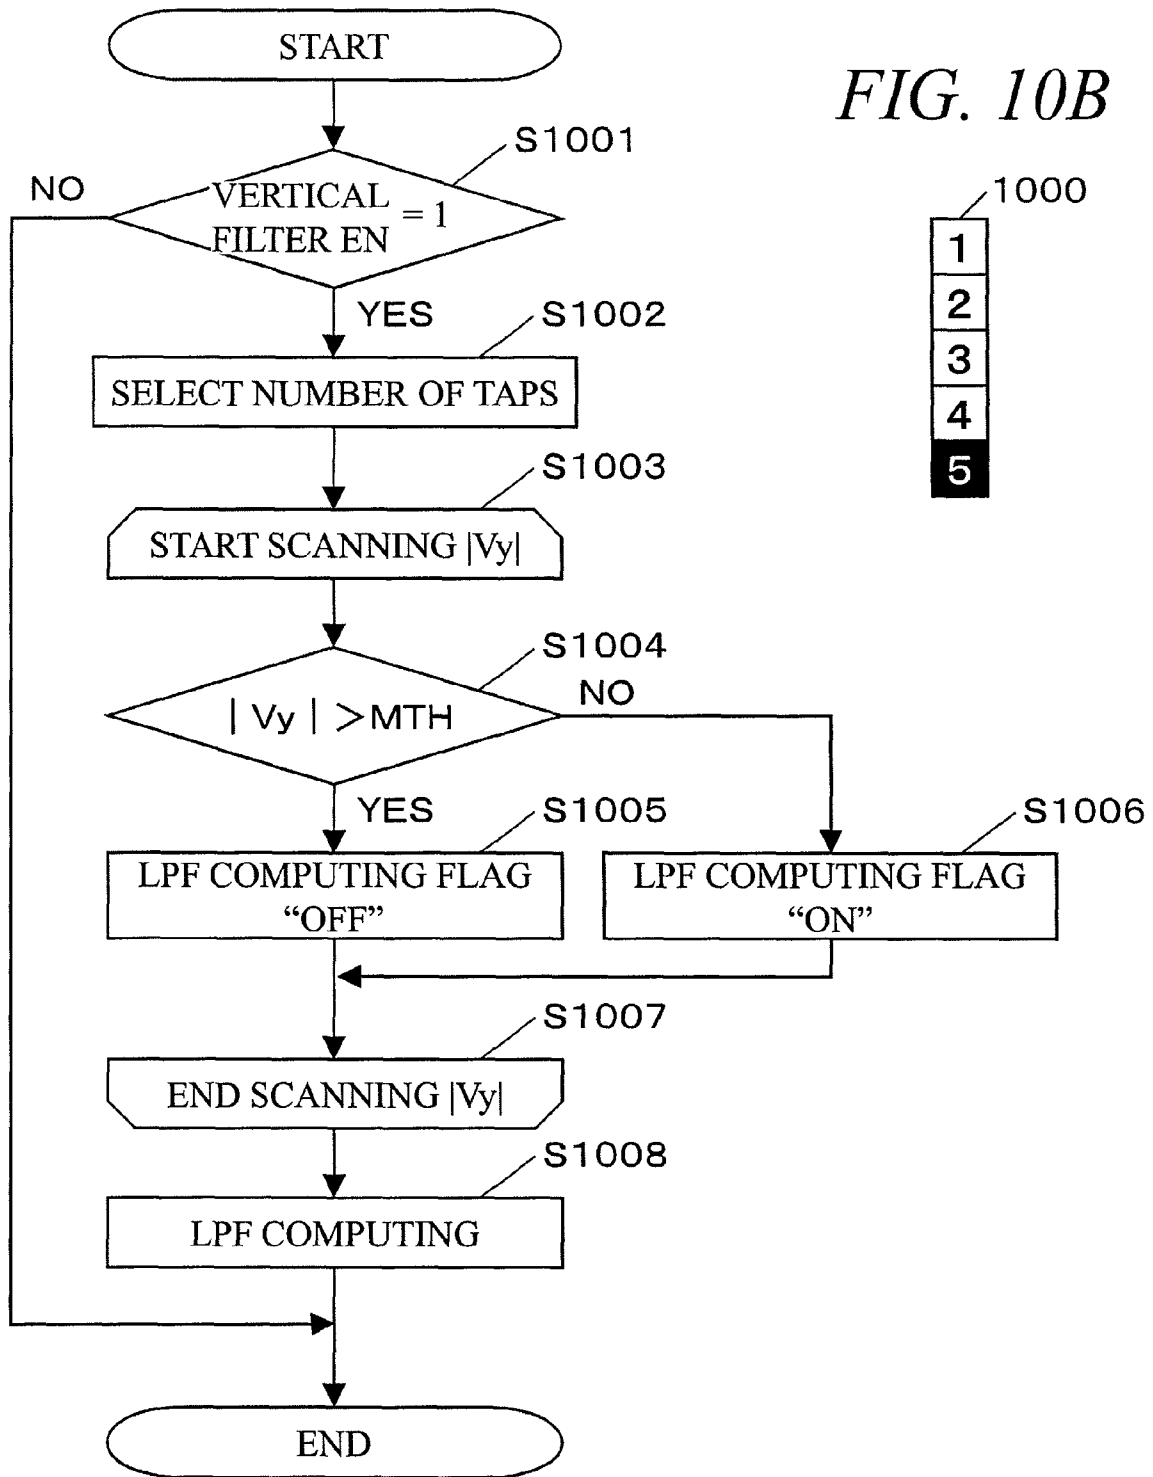 START
FIG. 10B
S1001
NO
VERTICAL
FILTER EN = 1
1000
1
2
3
4
5
YES
S1002
SELECT NUMBER OF TAPS
S1003
START SCANNING |Vy|
S1004
| Vy | >MTH
NO
YES
S1005
LPF COMPUTING FLAG
“OFF”
S1006
LPF COMPUTING FLAG
“ON”
S1007
END SCANNING |Vy|
S1008
LPF COMPUTING
END